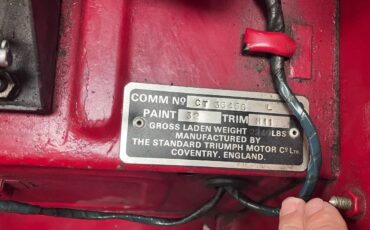 COMM Nº CT L
PAINT 32 TRIM H11
GROSS LADEN WEIGHT LBS
MANUFACTURED BY
THE STANDARD TRIUMPH MOTOR Cº Lᵀᴰ
COVENTRY, ENGLAND.